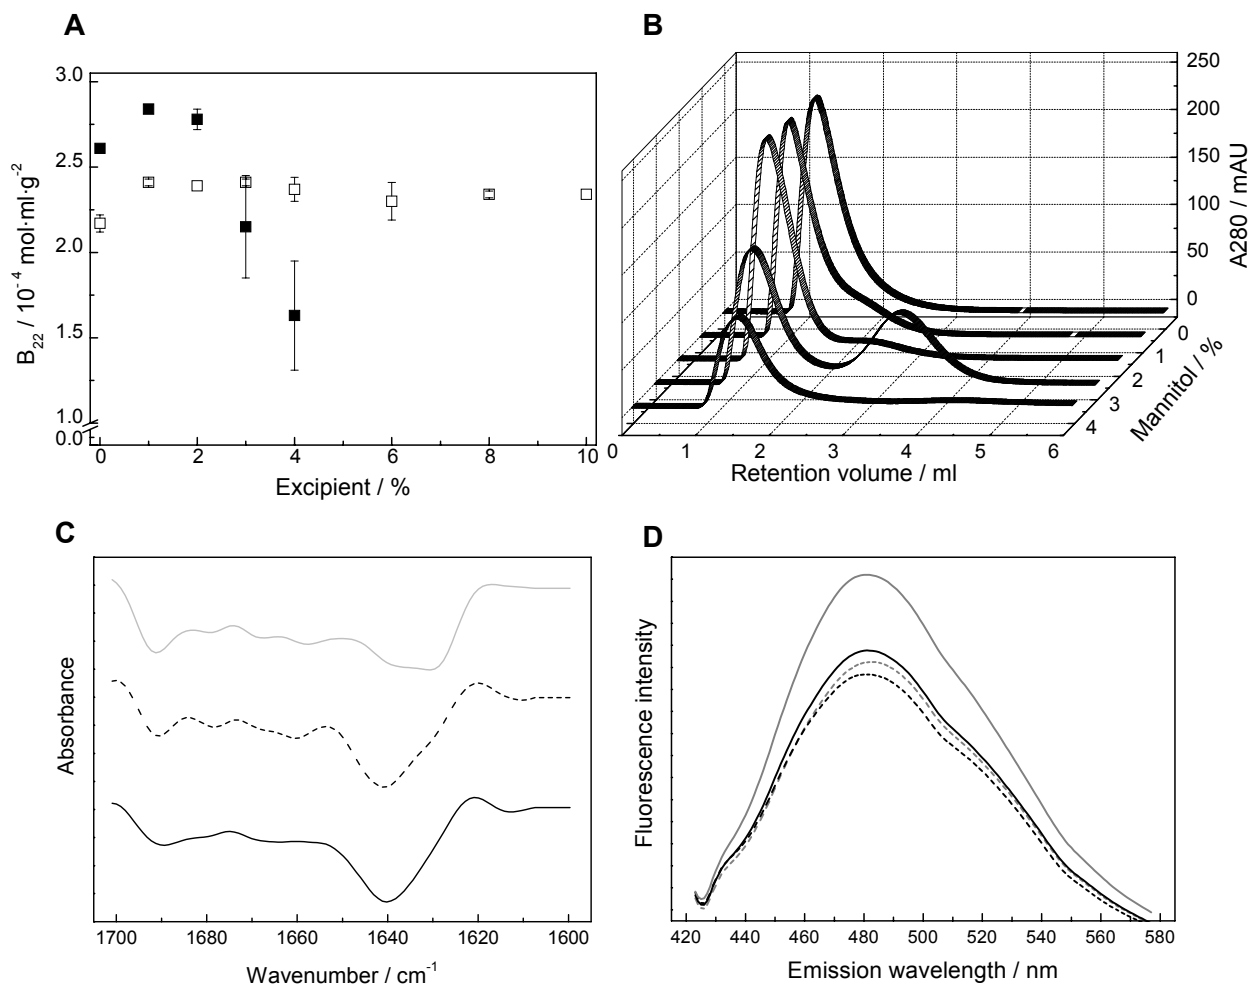 A
3.0
2.5
2.0
1.5
1.0
0.0
B22 / 10-4 mol·ml·g-2
0 2 4 6 8 10
Excipient / %
B
250
200
150
100
50
0
A280 / mAU
0
1
2
3
4
Mannitol / %
0 1 2 3 4 5 6
Retention volume / ml
C
Absorbance
1700 1680 1660 1640 1620 1600
Wavenumber / cm-1
D
Fluorescence intensity
420 440 460 480 500 520 540 560 580
Emission wavelength / nm